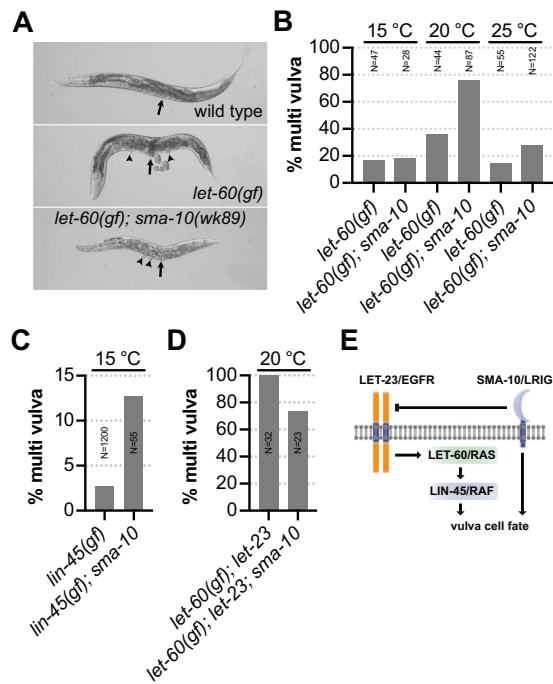 A
wild type
let-60(gf)
let-60(gf); sma-10(wk89)
B
15 °C 20 °C 25 °C
% multi vulva
100
80
60
40
20
0
N=47
N=28
N=44
N=87
N=55
N=122
let-60(gf)
let-60(gf); sma-10
let-60(gf)
let-60(gf); sma-10
let-60(gf)
let-60(gf); sma-10
C
15 °C
% multi vulva
15
10
5
0
N=1200
N=55
lin-45(gf)
lin-45(gf); sma-10
D
20 °C
% multi vulva
100
80
60
40
20
0
N=32
N=23
let-60(gf); let-23
let-60(gf); let-23; sma-10
E
LET-23/EGFR SMA-10/LRIG
LET-60/RAS
LIN-45/RAF
vulva cell fate